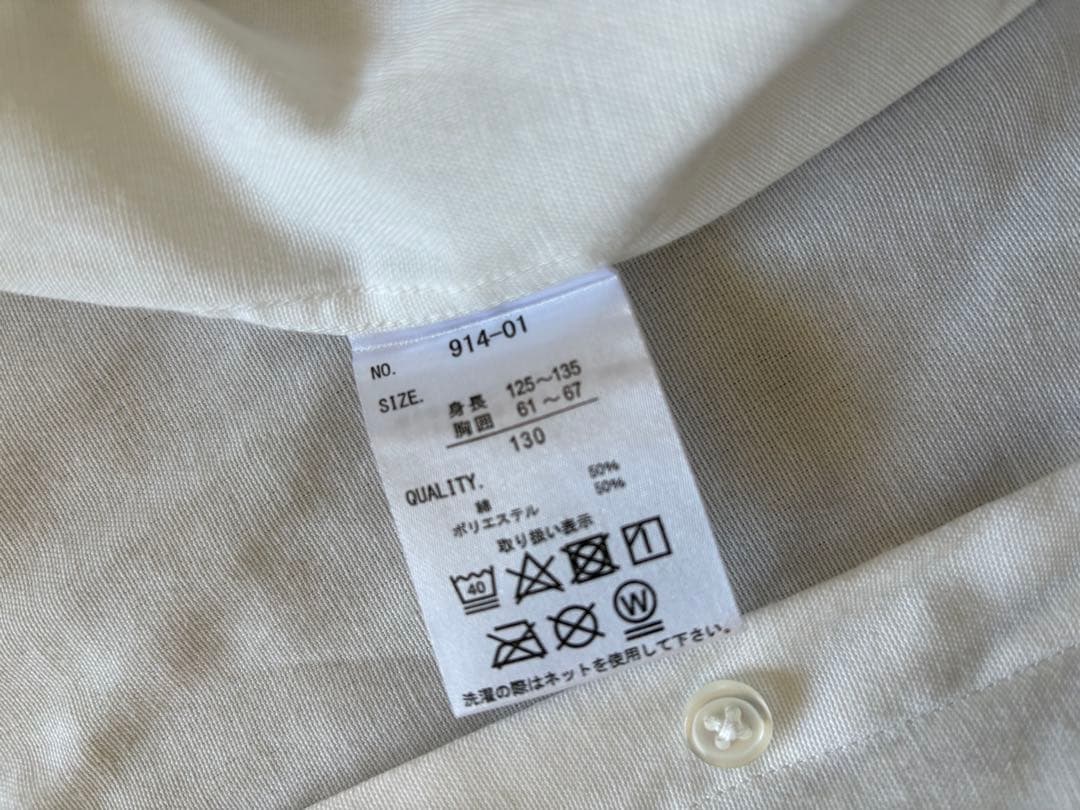 NO. 914-01
SIZE. 身長 125～135
胸囲 61～67
130
QUALITY.
綿 50%
ポリエステル 50%
取り扱い表示
40
W
洗濯の際はネットを使用して下さい。